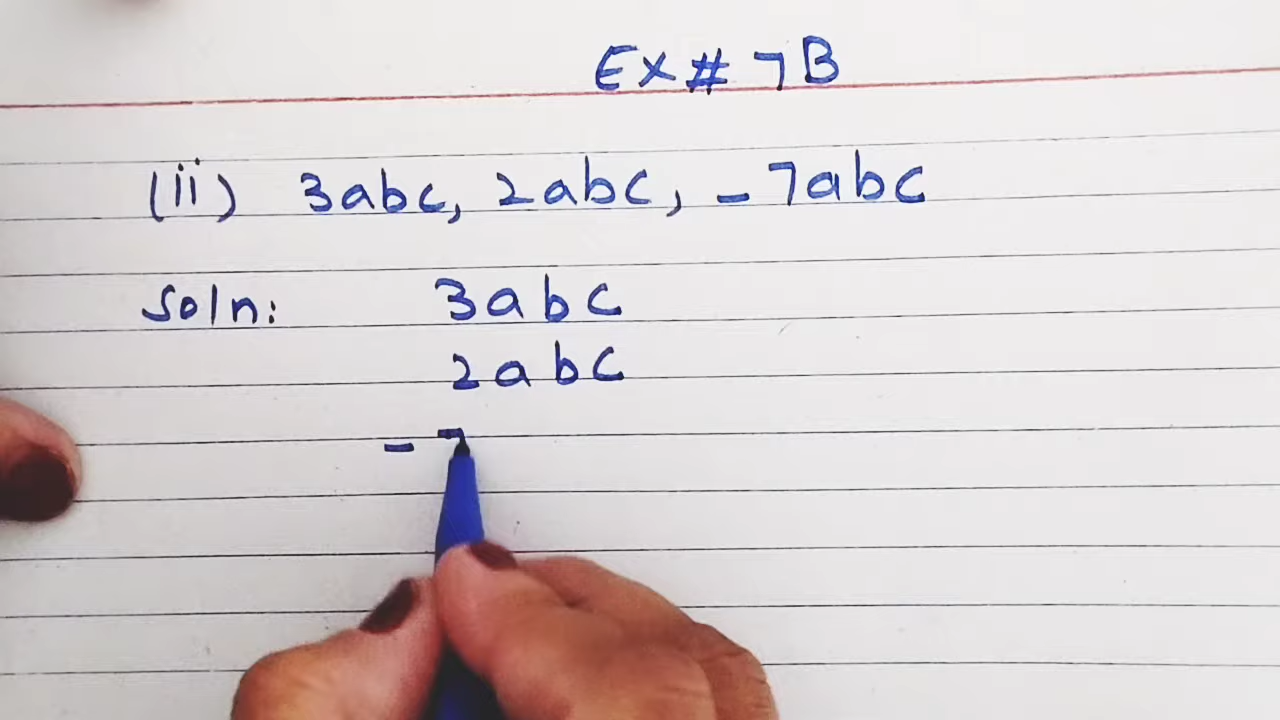 Ex# 7B
(ii) 3abc, 2abc, - 7abc
Soln: 3abc
2abc
- 7